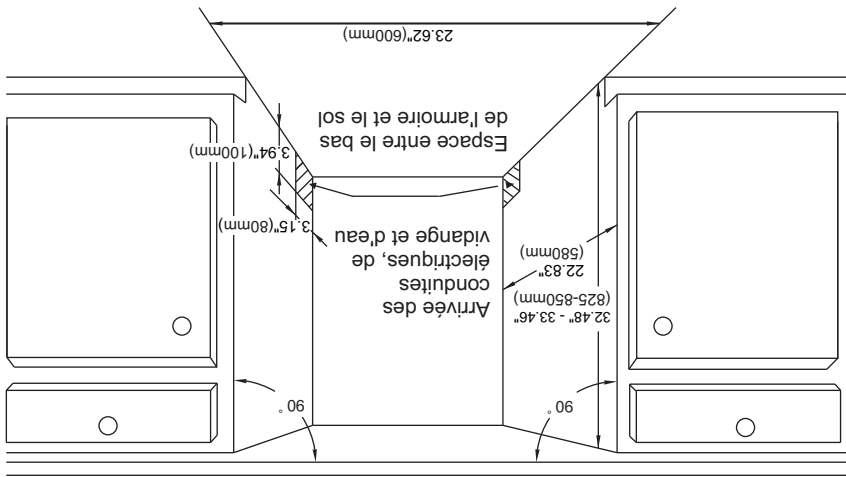 90 °
90 °
32.48" - 33.46"
(825-850mm)
22.83"
(580mm)
Arrivée des
conduites
électriques, de
vidange et d'eau
3.15"(80mm)
3.94"(100mm)
Espace entre le bas
de l'armoire et le sol
23.62"(600mm)